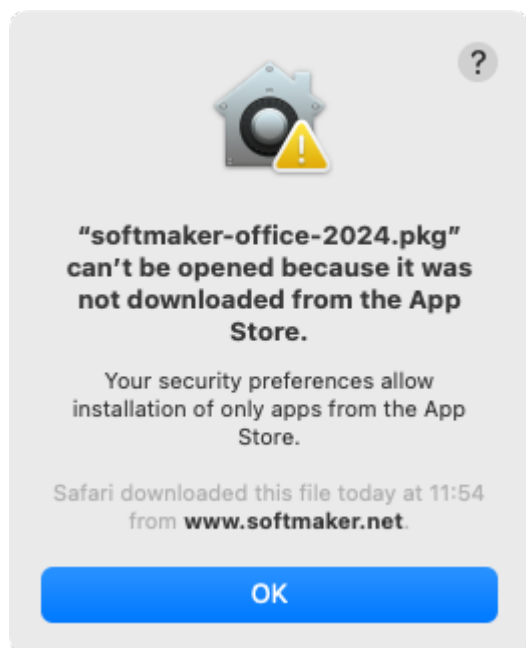 ?
“softmaker-office-2024.pkg”
can’t be opened because it was
not downloaded from the App
Store.
Your security preferences allow
installation of only apps from the App
Store.
Safari downloaded this file today at 11:54
from www.softmaker.net.
OK